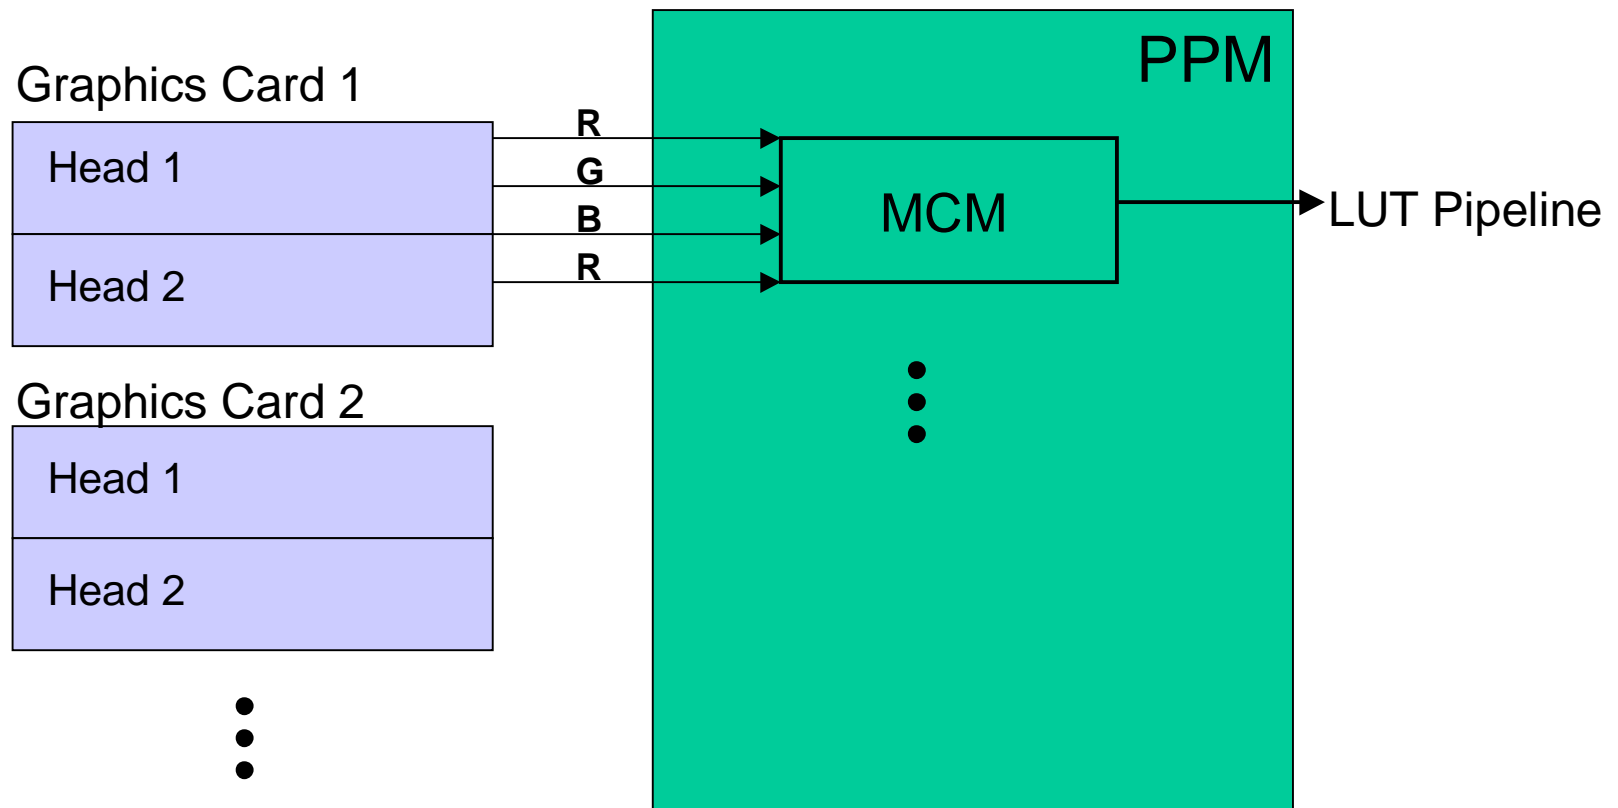 Graphics Card 1
Head 1
Head 2
Graphics Card 2
Head 1
Head 2
R
G
B
R
PPM
MCM
LUT Pipeline